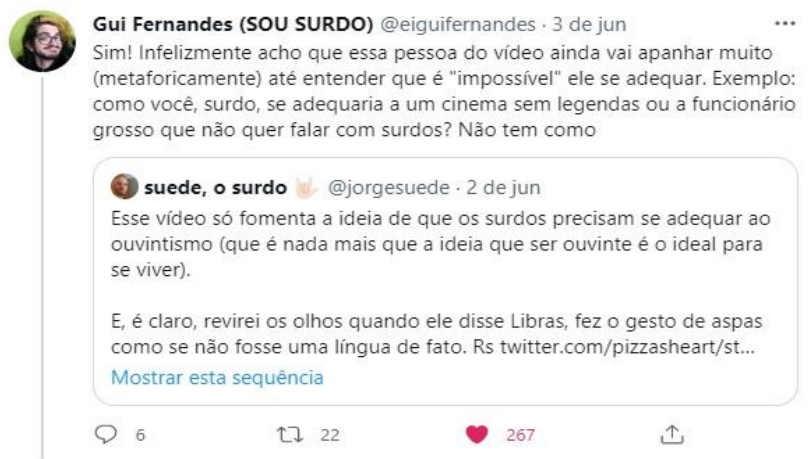 Gui Fernandes (SOU SURDO) @eiguifernandes · 3 de jun
Sim! Infelizmente acho que essa pessoa do vídeo ainda vai apanhar muito
(metaforicamente) até entender que é "impossível" ele se adequar. Exemplo:
como você, surdo, se adequaria a um cinema sem legendas ou a funcionário
grosso que não quer falar com surdos? Não tem como
suede, o surdo 🤟🏻 @jorgesuede · 2 de jun
Esse vídeo só fomenta a ideia de que os surdos precisam se adequar ao
ouvintismo (que é nada mais que a ideia que ser ouvinte é o ideal para
se viver).
E, é claro, revirei os olhos quando ele disse Libras, fez o gesto de aspas
como se não fosse uma língua de fato. Rs twitter.com/pizzasheart/st...
Mostrar esta sequência
6 22 267